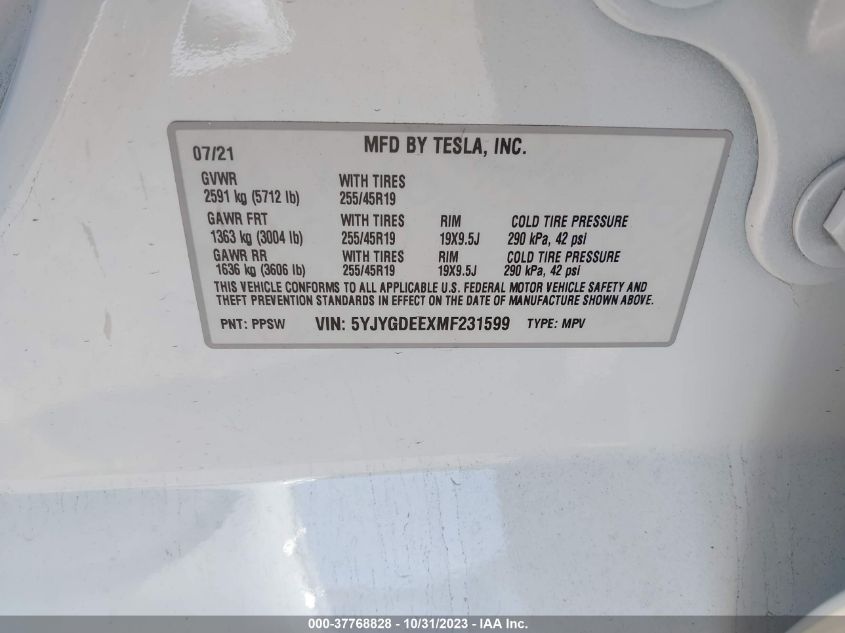 07/21 MFD BY TESLA, INC.
GVWR WITH TIRES
2591 kg (5712 lb) 255/45R19
GAWR FRT WITH TIRES RIM COLD TIRE PRESSURE
1363 kg (3004 lb) 255/45R19 19X9.5J 290 kPa, 42 psi
GAWR RR WITH TIRES RIM COLD TIRE PRESSURE
1636 kg (3606 lb) 255/45R19 19X9.5J 290 kPa, 42 psi
THIS VEHICLE CONFORMS TO ALL APPLICABLE U.S. FEDERAL MOTOR VEHICLE SAFETY AND
THEFT PREVENTION STANDARDS IN EFFECT ON THE DATE OF MANUFACTURE SHOWN ABOVE.
PNT: PPSW VIN: 5YJYGDEEXMF231599 TYPE: MPV
000-37768828 - 10/31/2023 - IAA Inc.